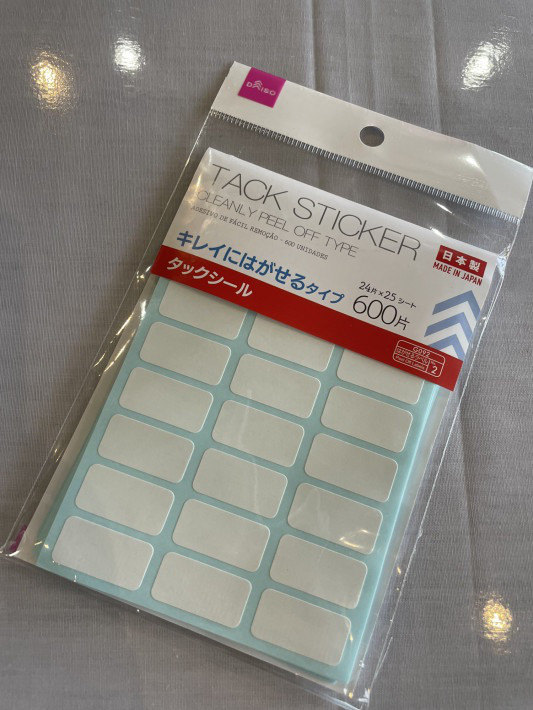 DAISO
TACK STICKER
CLEANLY PEEL OFF TYPE
ADESIVO DE FÁCIL REMOÇÃO - 600 UNIDADES
キレイにはがせるタイプ
タックシール
24片×25シート
600片
日本製
MADE IN JAPAN
G092
2